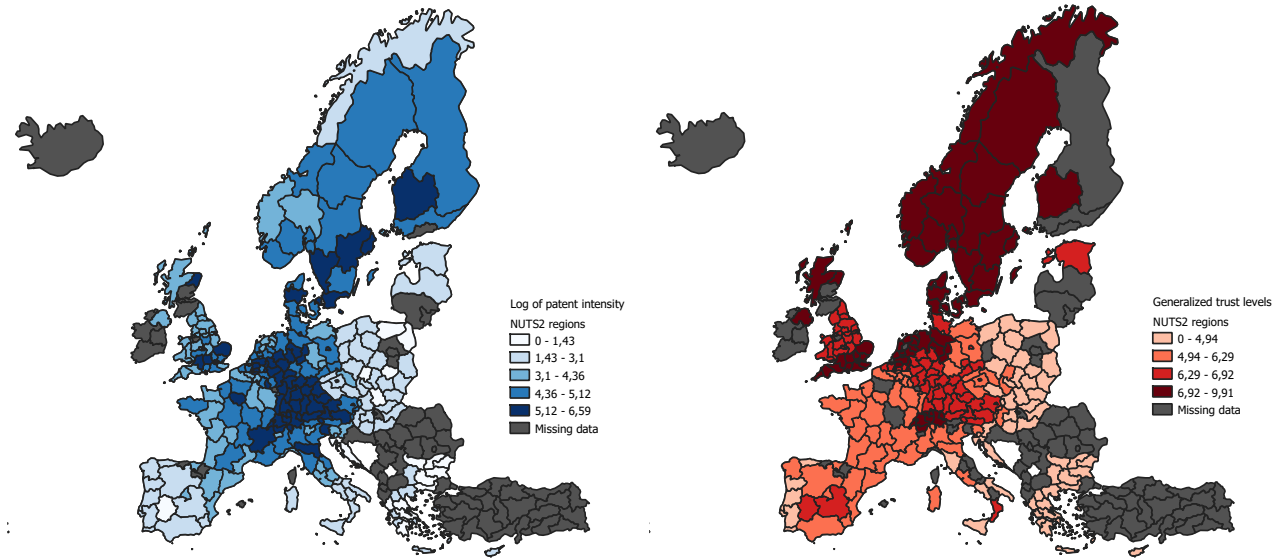 Log of patent intensity
NUTS2 regions
0 - 1,43
1,43 - 3,1
3,1 - 4,36
4,36 - 5,12
5,12 - 6,59
Missing data
Generalized trust levels
NUTS2 regions
0 - 4,94
4,94 - 6,29
6,29 - 6,92
6,92 - 9,91
Missing data